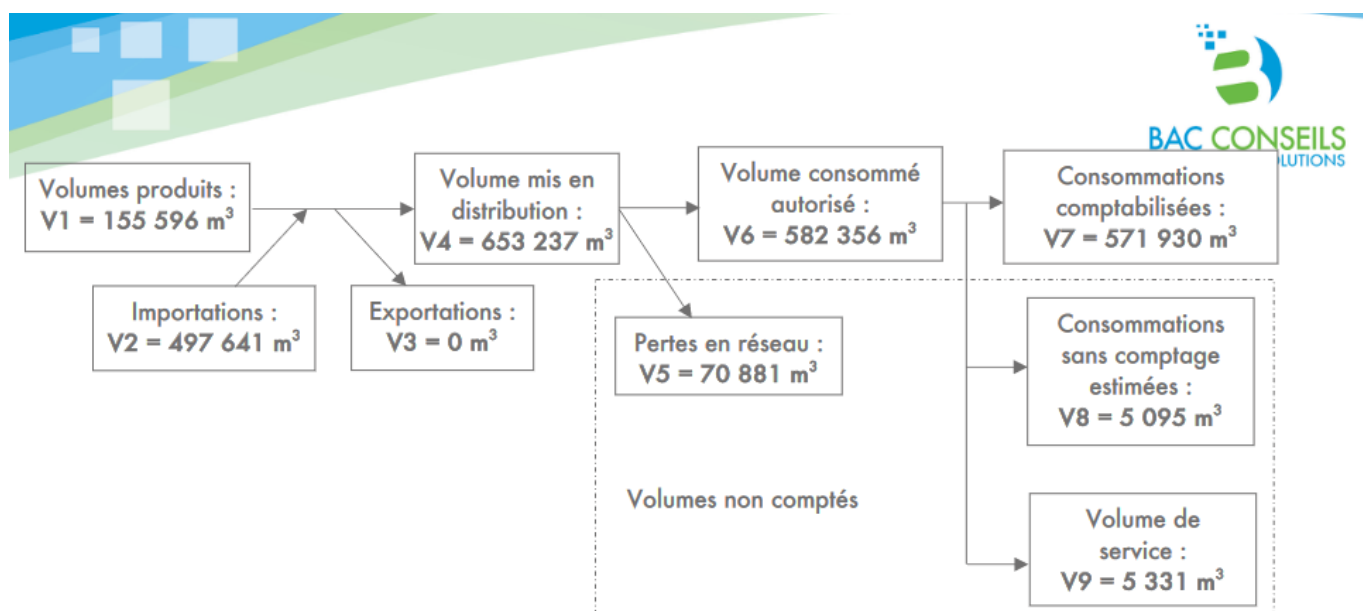 BAC CONSEILS
LUTIONS
Volumes produits :
V1 = 155 596 m³
Volume mis en
distribution :
V4 = 653 237 m³
Volume consommé
autorisé :
V6 = 582 356 m³
Consommations
comptabilisées :
V7 = 571 930 m³
Importations :
V2 = 497 641 m³
Exportations :
V3 = 0 m³
Pertes en réseau :
V5 = 70 881 m³
Consommations
sans comptage
estimées :
V8 = 5 095 m³
Volumes non comptés
Volume de
service :
V9 = 5 331 m³